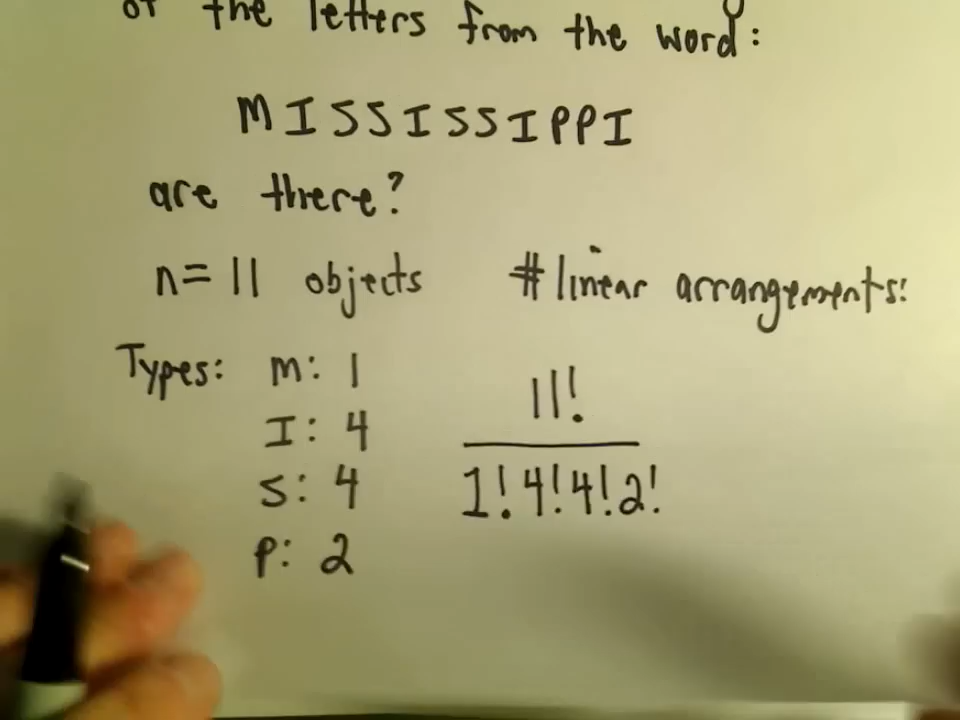 of the letters from the word:
MISSISSIPPI
are there?
n=11 objects # linear arrangements:
Types: M: 1
I: 4
S: 4
P: 2
11!
1! 4! 4! 2!